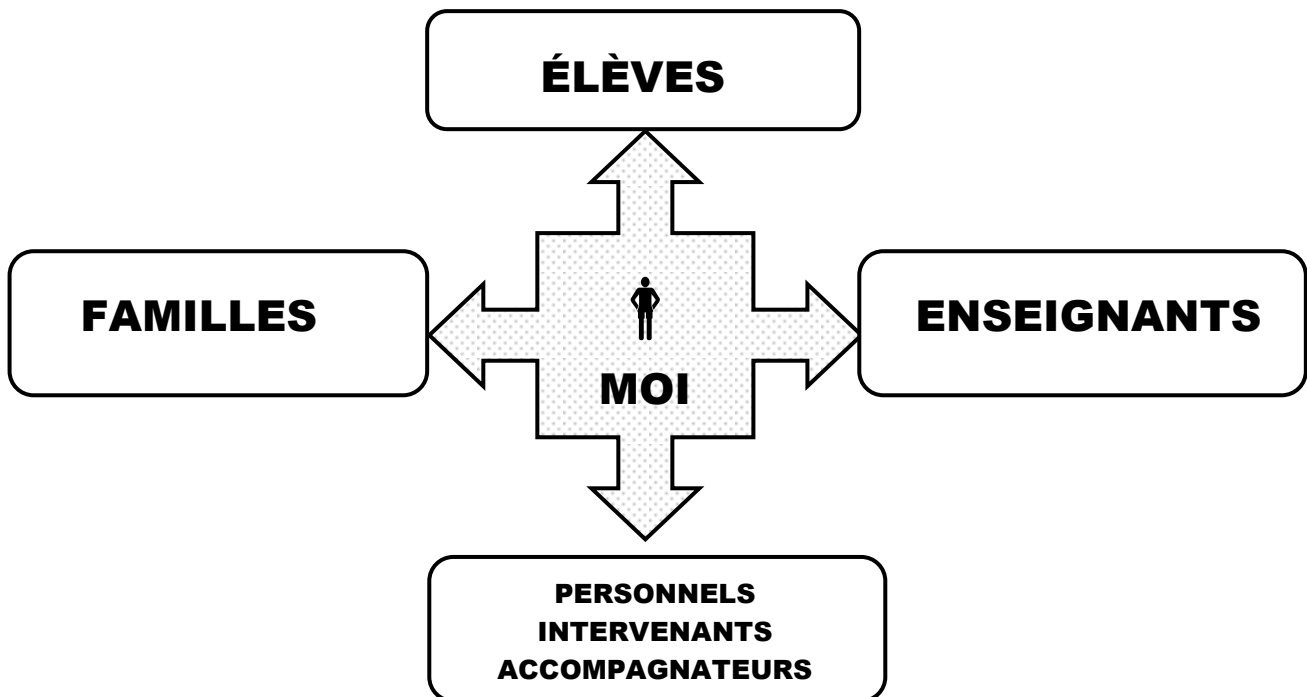 ÉLÈVES
FAMILLES
ENSEIGNANTS
MOI
PERSONNELS
INTERVENANTS
ACCOMPAGNATEURS